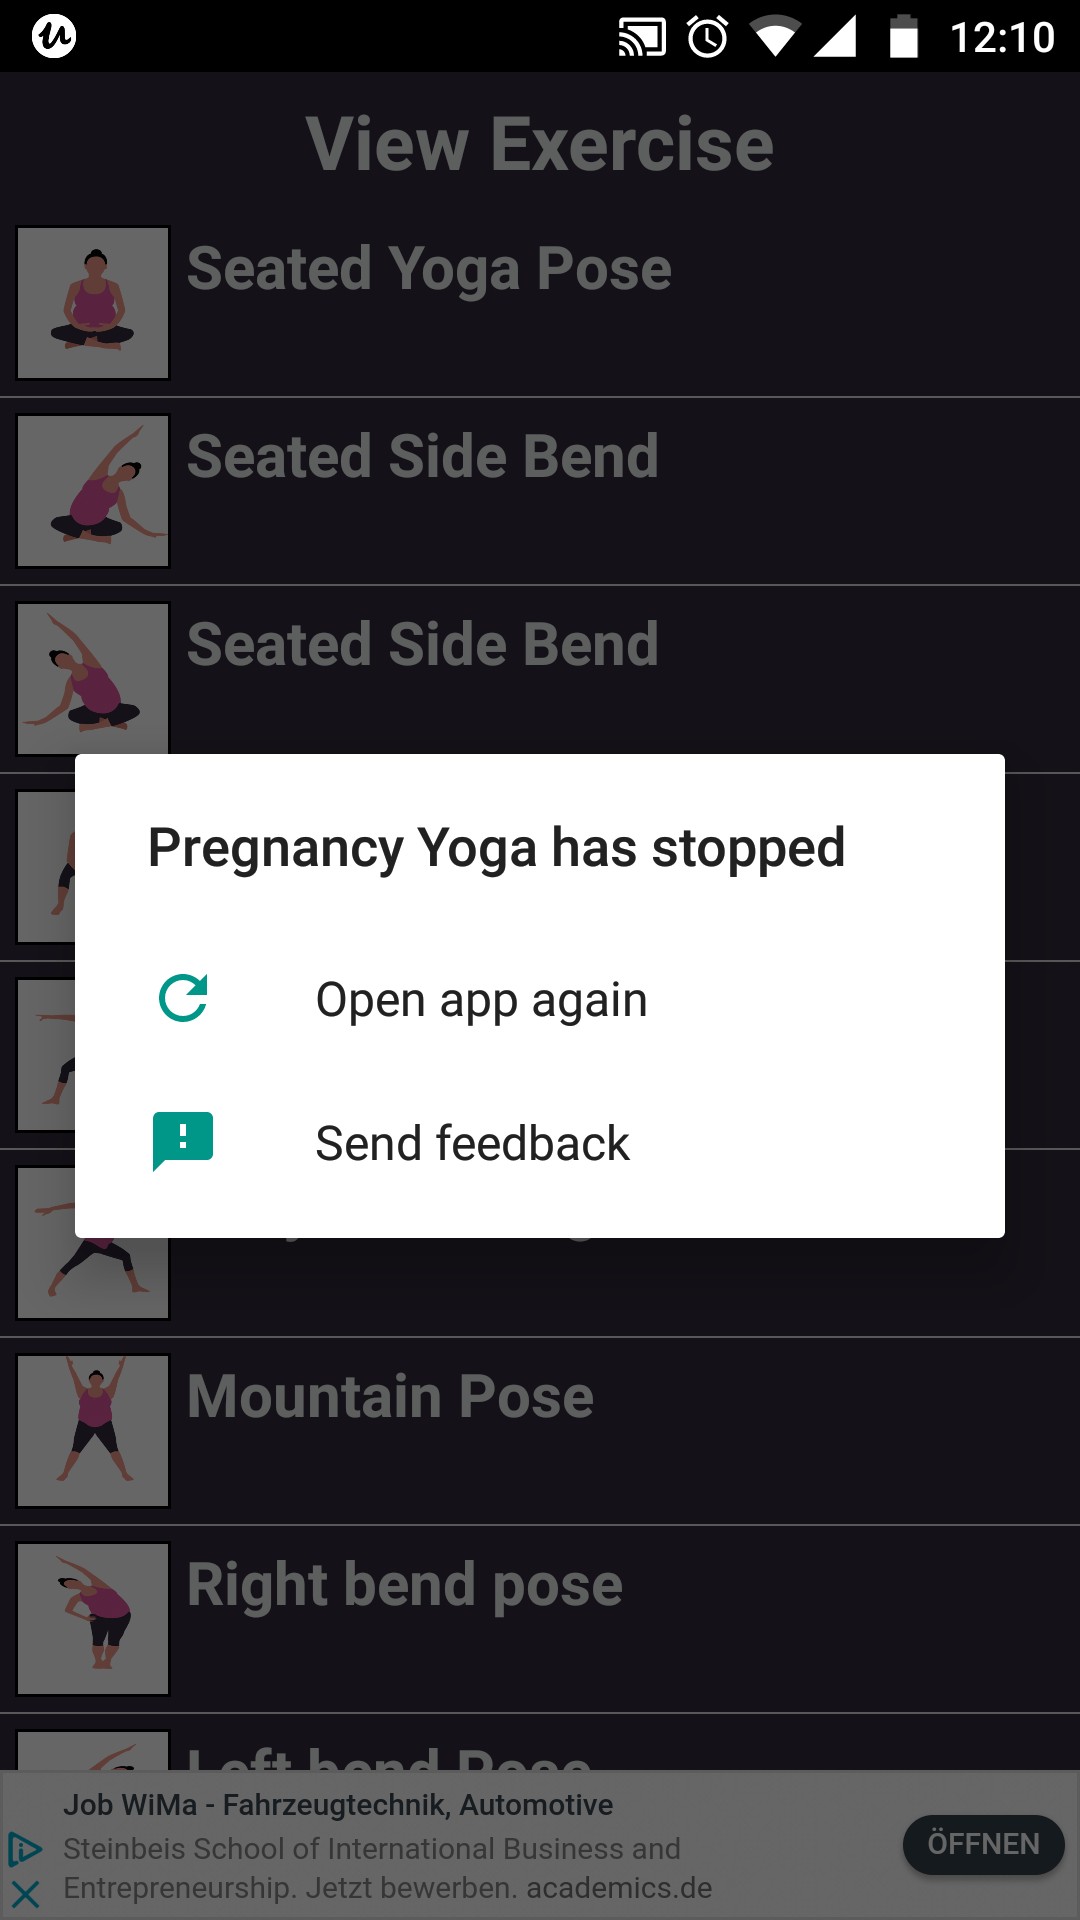 12:10
View Exercise
Seated Yoga Pose
Seated Side Bend
Seated Side Bend
Pregnancy Yoga has stopped
Open app again
Send feedback
Mountain Pose
Right bend pose
Left bend Pose
Job WiMa - Fahrzeugtechnik, Automotive
Steinbeis School of International Business and
Entrepreneurship. Jetzt bewerben. academics.de
ÖFFNEN